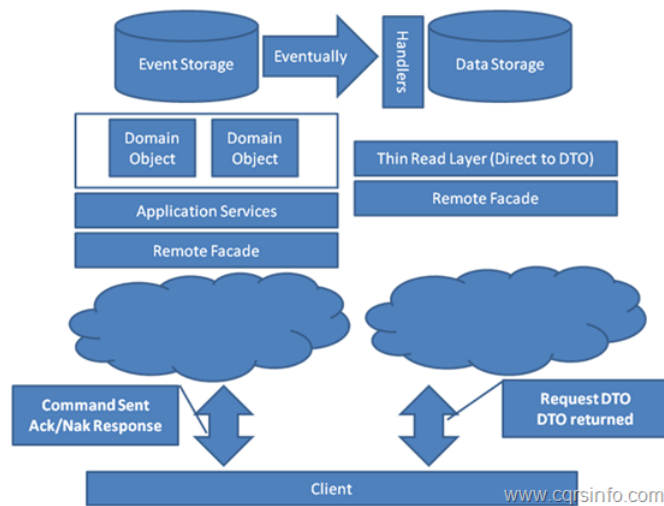 Event Storage
Eventually
Handlers
Data Storage
Domain
Object
Domain
Object
Thin Read Layer (Direct to DTO)
Application Services
Remote Facade
Remote Facade
Command Sent
Ack/Nak Response
Request DTO
DTO returned
Client
www.cqrsinfo.com